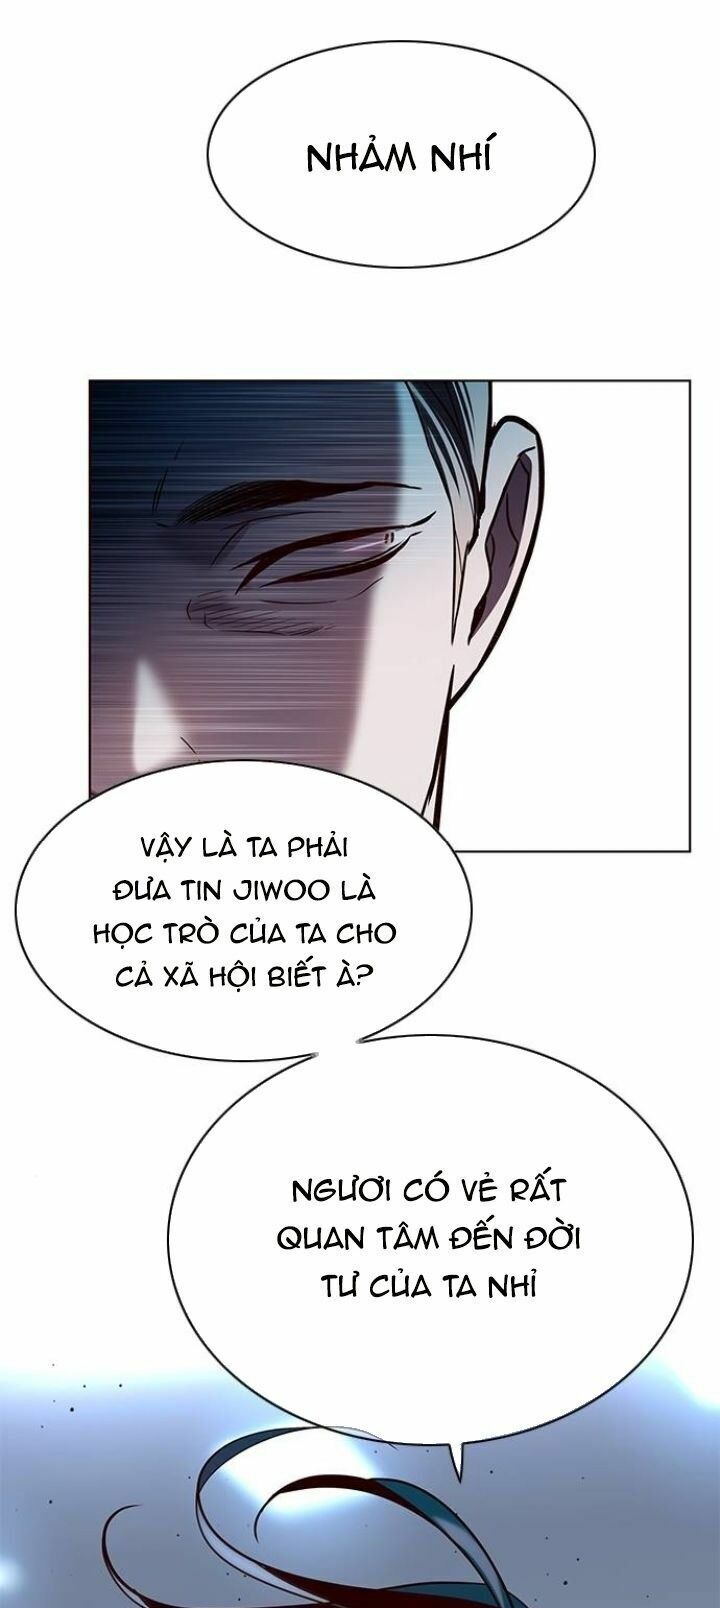 NHẢM NHÍ
VẬY LÀ TA PHẢI
ĐƯA TIN JIWOO LÀ
HỌC TRÒ CỦA TA CHO
CẢ XÃ HỘI BIẾT À?
NGƯƠI CÓ VẺ RẤT
QUAN TÂM ĐẾN ĐỜI
TƯ CỦA TA NHỈ